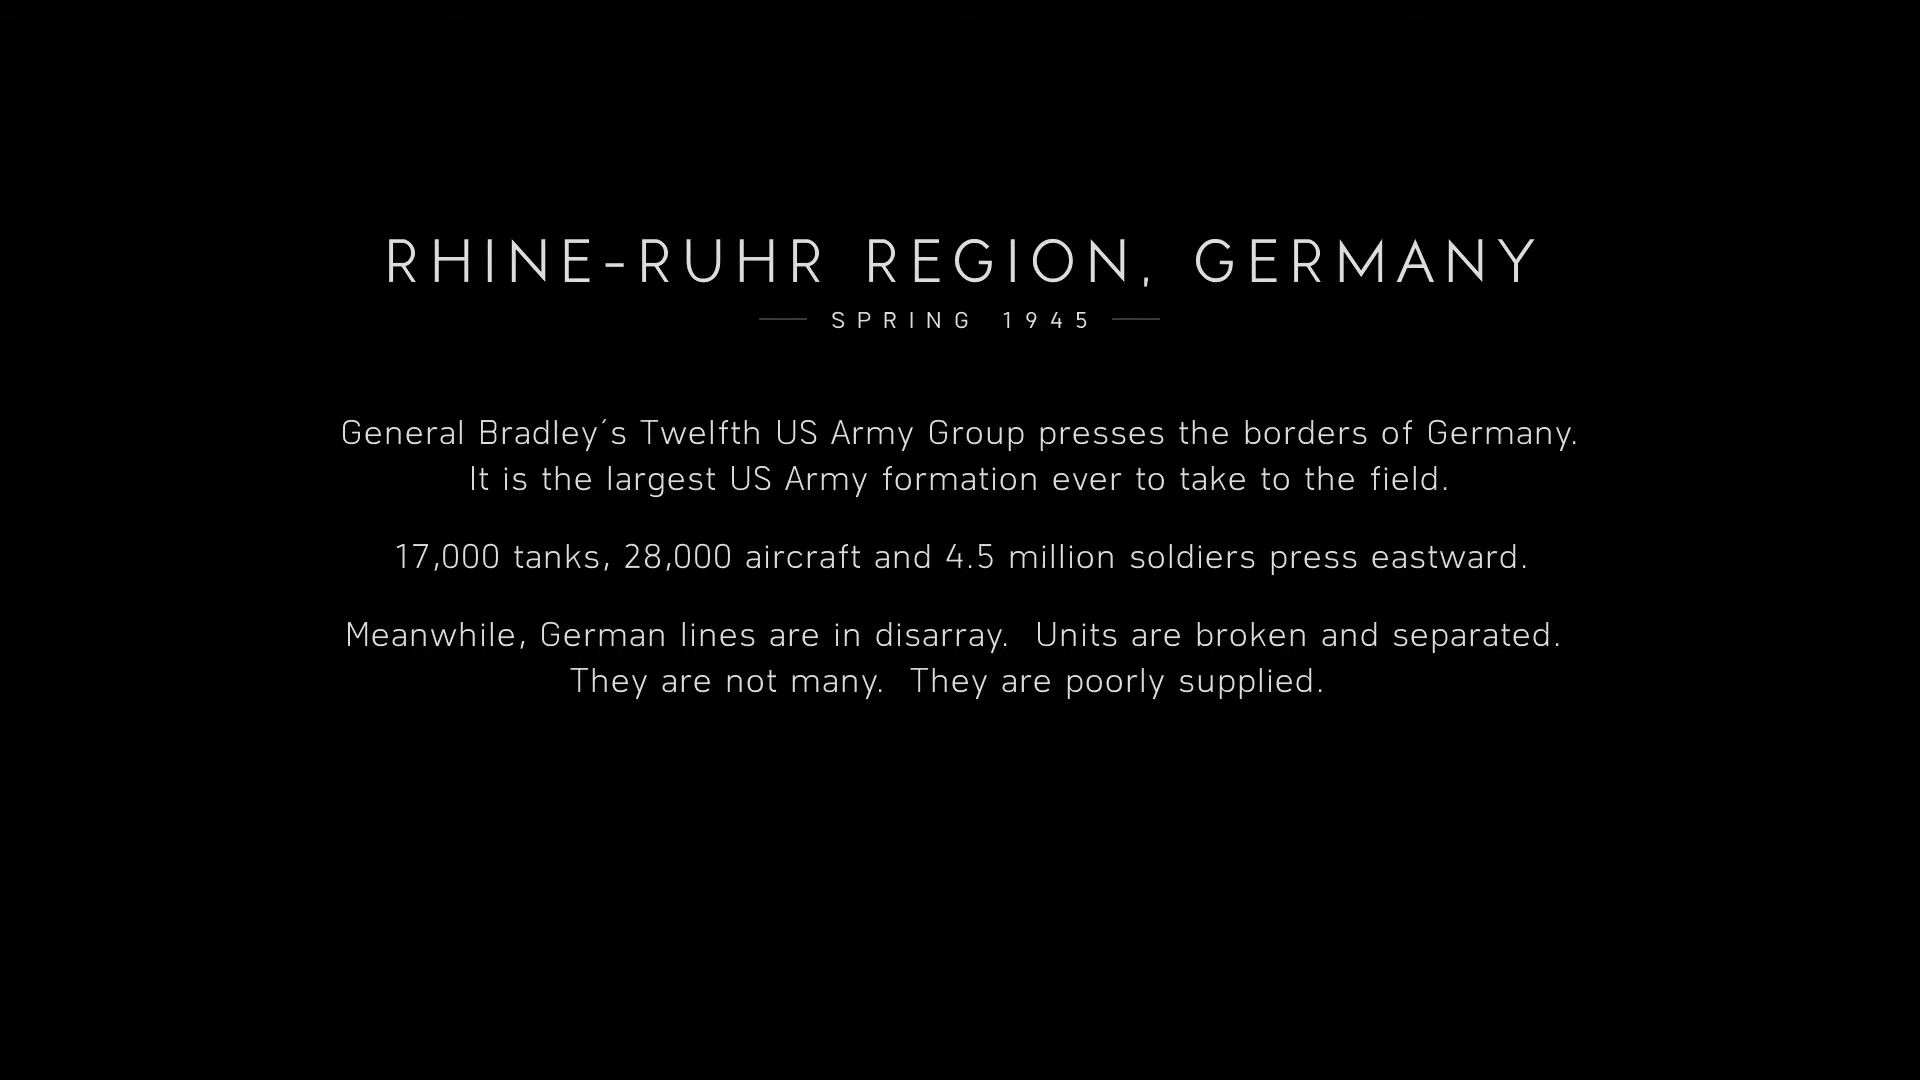 RHINE-RUHR REGION, GERMANY
SPRING 1945
General Bradley´s Twelfth US Army Group presses the borders of Germany.
It is the largest US Army formation ever to take to the field.
17,000 tanks, 28,000 aircraft and 4.5 million soldiers press eastward.
Meanwhile, German lines are in disarray.  Units are broken and separated.
They are not many.  They are poorly supplied.